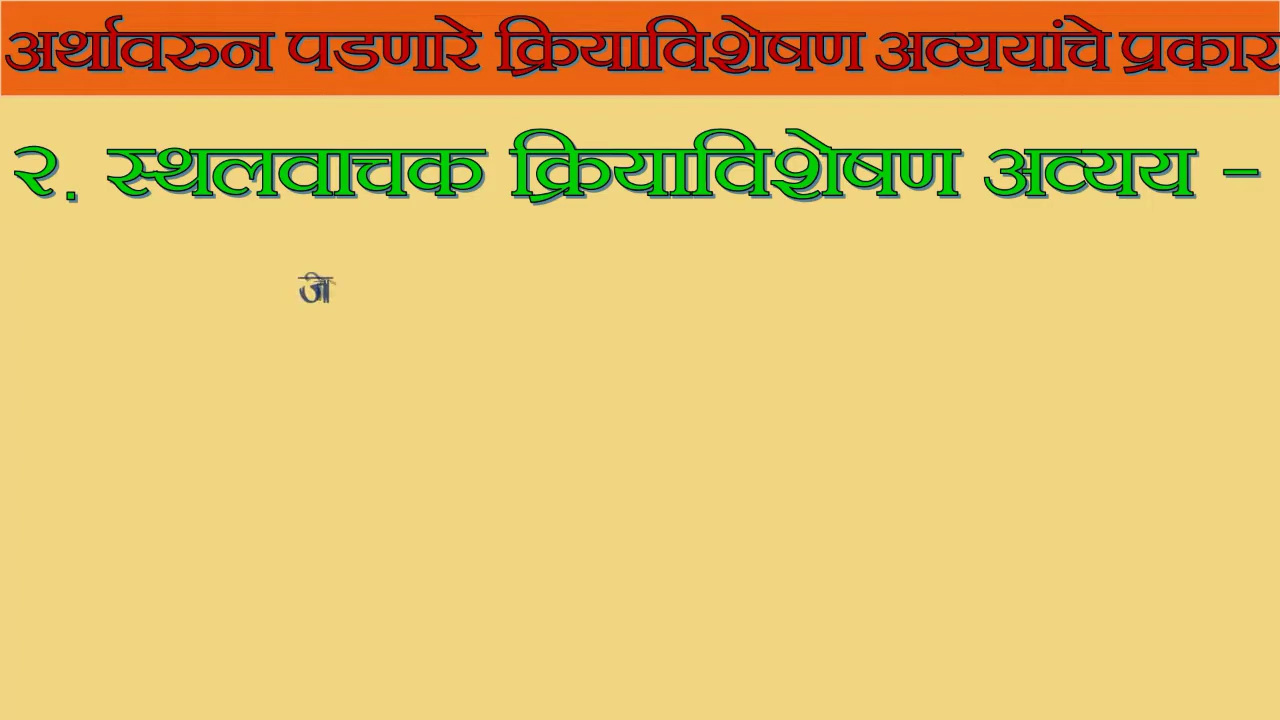 अर्थावरुन पडणारे क्रियाविशेषण अव्ययांचे प्रकार
२. स्थलवाचक क्रियाविशेषण अव्यय -